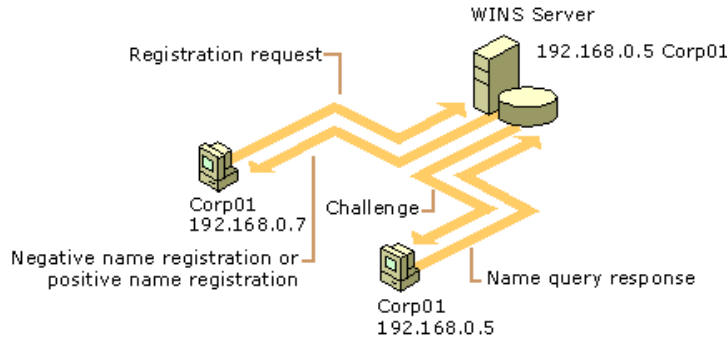 WINS Server
192.168.0.5 Corp01
Registration request
Corp01
192.168.0.7
Challenge
Negative name registration or
positive name registration
Name query response
Corp01
192.168.0.5